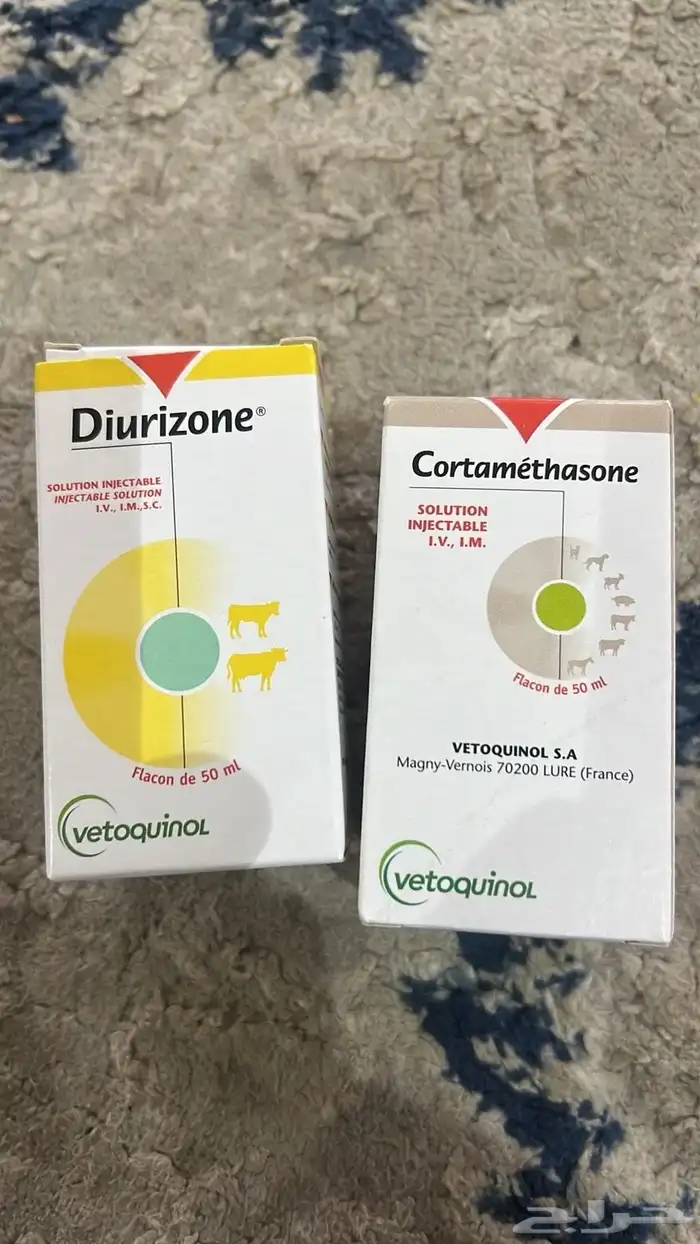 Diurizone®
SOLUTION INJECTABLE
INJECTABLE SOLUTION
I.V., I.M.,S.C.
Flacon de 50 ml
vetoquinol
Cortaméthasone
SOLUTION
INJECTABLE
I.V., I.M.
Flacon de 50 ml
VETOQUINOL S.A
Magny-Vernois 70200 LURE (France)
vetoquinol
حراج